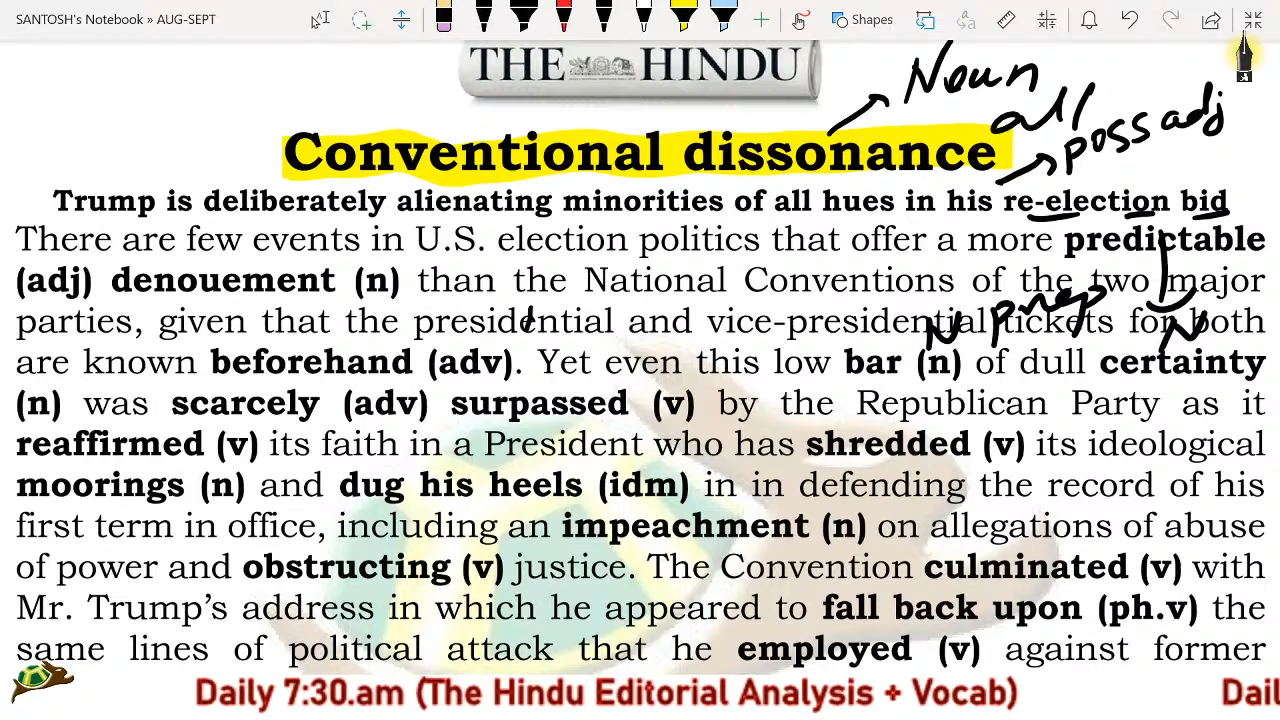 SANTOSH's Notebook » AUG-SEPT
Shapes
THE HINDU
Noun
all
poss adj
Conventional dissonance
Trump is deliberately alienating minorities of all hues in his re-election bid
There are few events in U.S. election politics that offer a more predictable
(adj) denouement (n) than the National Conventions of the two major
N prep N
parties, given that the presidential and vice-presidential tickets for both
are known beforehand (adv). Yet even this low bar (n) of dull certainty
(n) was scarcely (adv) surpassed (v) by the Republican Party as it
reaffirmed (v) its faith in a President who has shredded (v) its ideological
moorings (n) and dug his heels (idm) in in defending the record of his
first term in office, including an impeachment (n) on allegations of abuse
of power and obstructing (v) justice. The Convention culminated (v) with
Mr. Trump’s address in which he appeared to fall back upon (ph.v) the
same lines of political attack that he employed (v) against former
Daily 7:30.am (The Hindu Editorial Analysis + Vocab) Dail